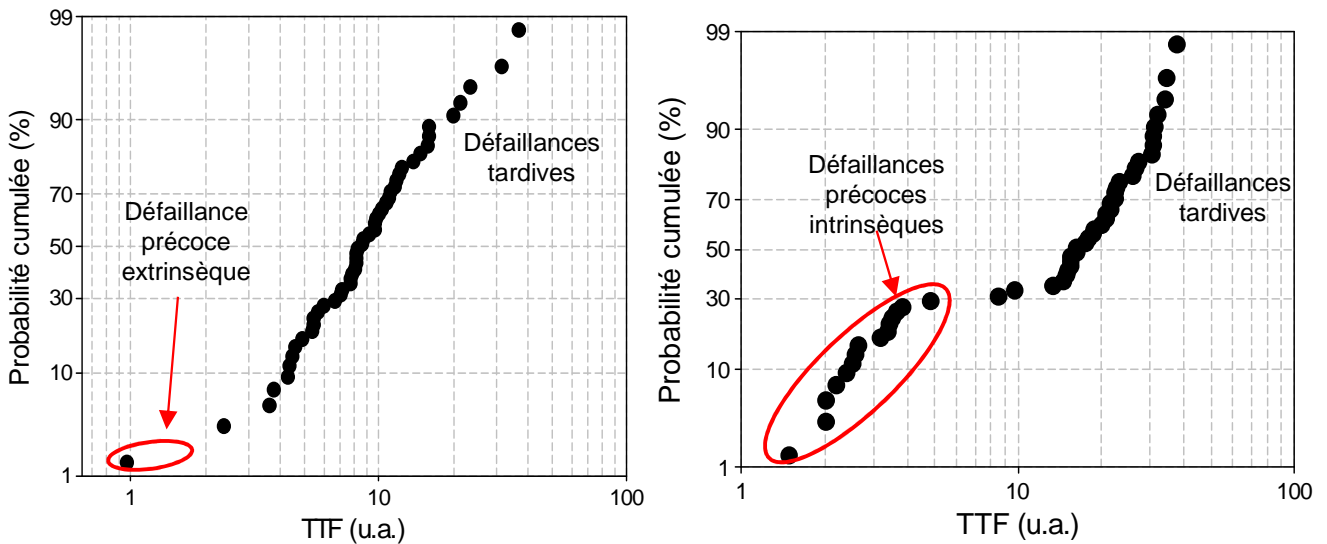 99
90
70
50
30
10
1
Probabilité cumulée (%)
Défaillance
précoce
extrinsèque
Défaillances
tardives
1
10
100
TTF (u.a.)
99
90
70
50
30
10
1
Probabilité cumulée (%)
Défaillances
précoces
intrinsèques
Défaillances
tardives
1
10
100
TTF (u.a.)